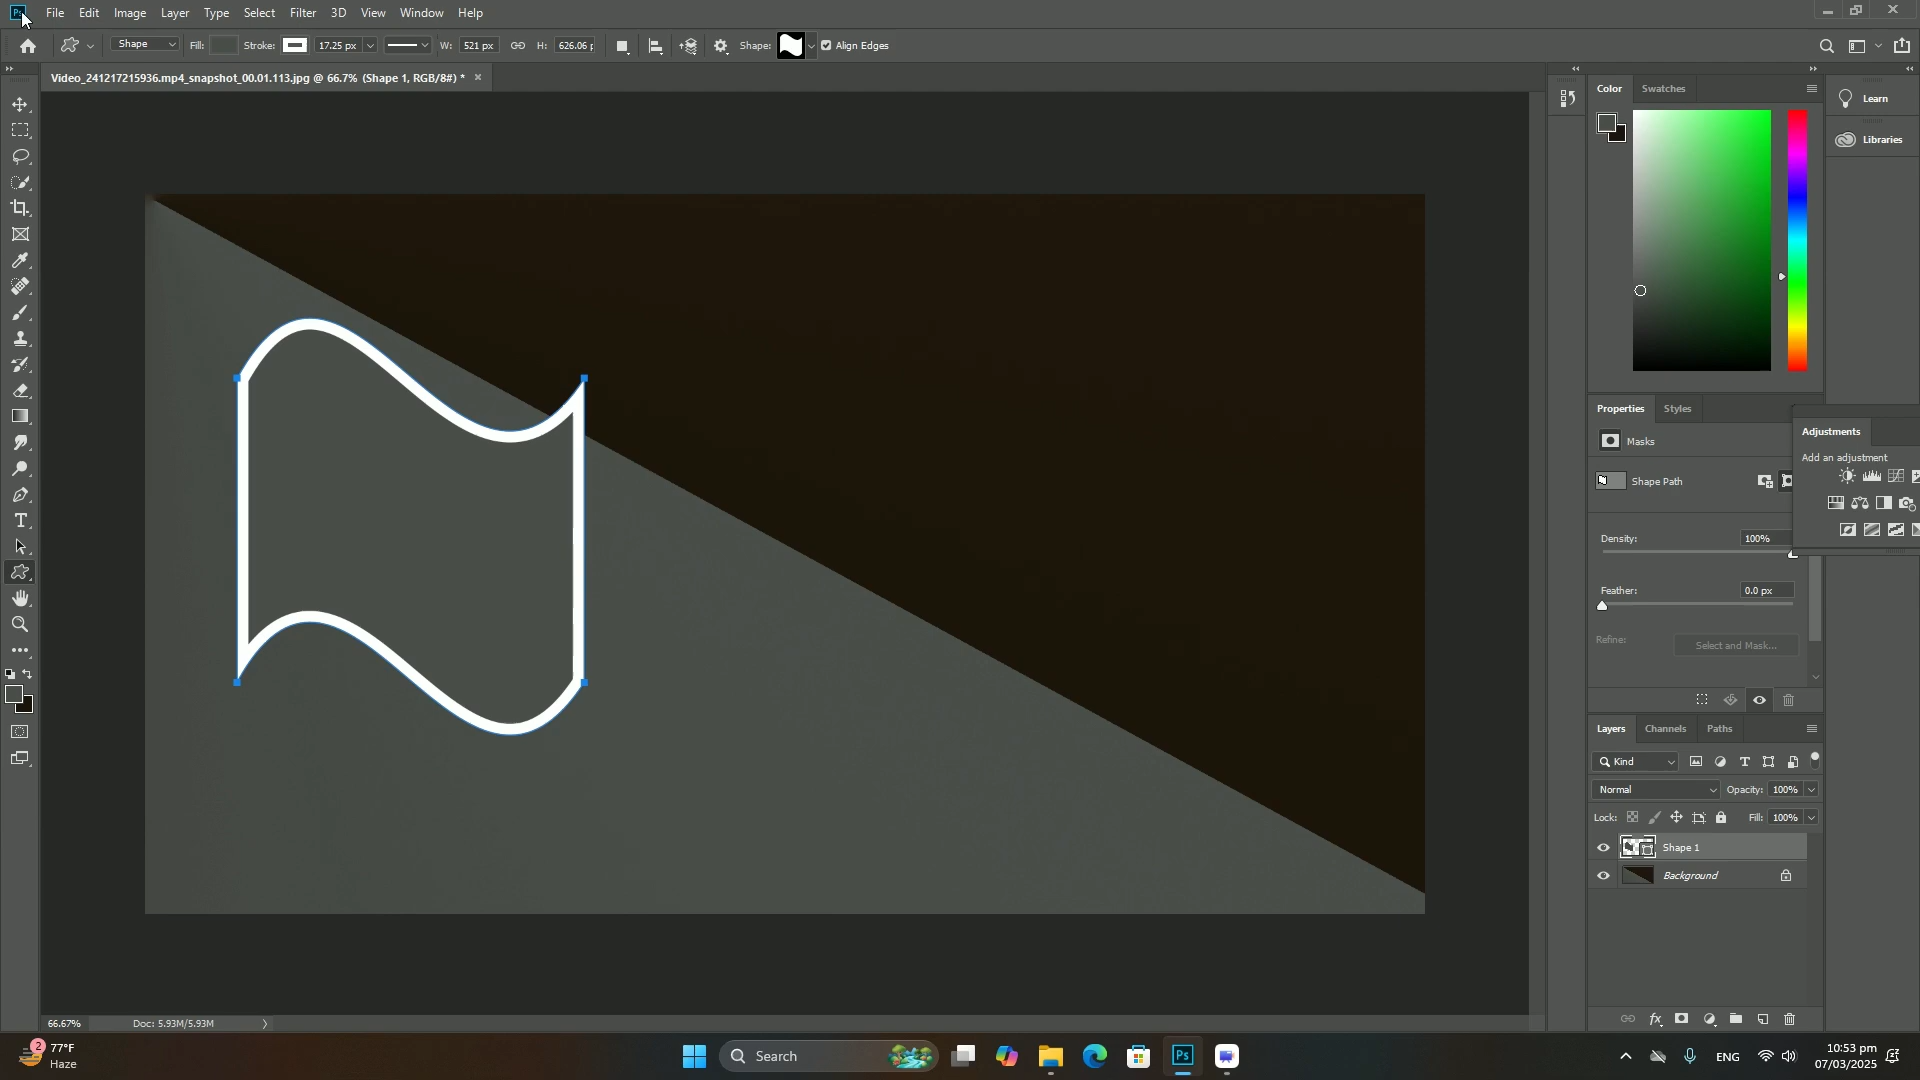 Ps File Edit Image Layer Type Select Filter 3D View Window Help
Shape Fill: Stroke: 17.25 px W: 521 px H: 626.06 p Shape: Align Edges
Video_241217215936.mp4_snapshot_00.01.113.jpg @ 66.7% (Shape 1, RGB/8#) *
Color Swatches
Learn
Libraries
Properties Styles
Masks
Shape Path
Density: 100%
Feather: 0.0 px
Refine: Select and Mask...
Adjustments
Add an adjustment
Layers Channels Paths
Kind
Normal Opacity: 100%
Lock: Fill: 100%
Shape 1
Background
66.67% Doc: 5.93M/5.93M
2
77°F
Haze
Search
Ps
ENG
10:53 pm
07/03/2025